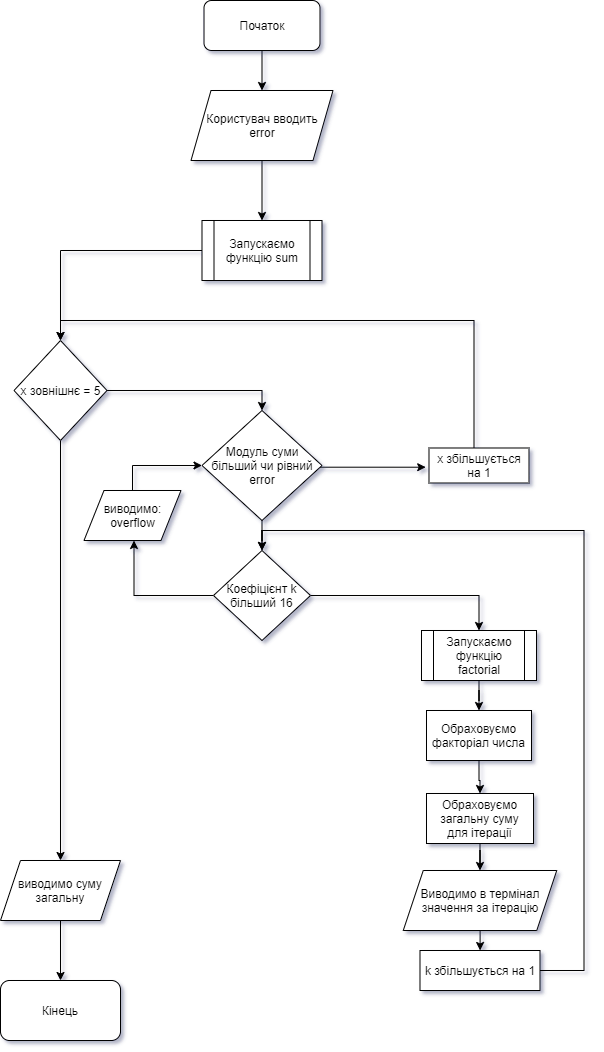 Початок
Користувач вводить
error
Запускаємо
функцію sum
x зовнішнє = 5
Модуль суми
більший чи рівний
error
x збільшується
на 1
виводимо:
overflow
Коефіцієнт k
більший 16
Запускаємо
функцію
factorial
Обраховуємо
факторіал числа
Обраховуємо
загальну суму
для ітерації
виводимо суму
загальну
Виводимо в термінал
значення за ітерацію
k збільшується на 1
Кінець